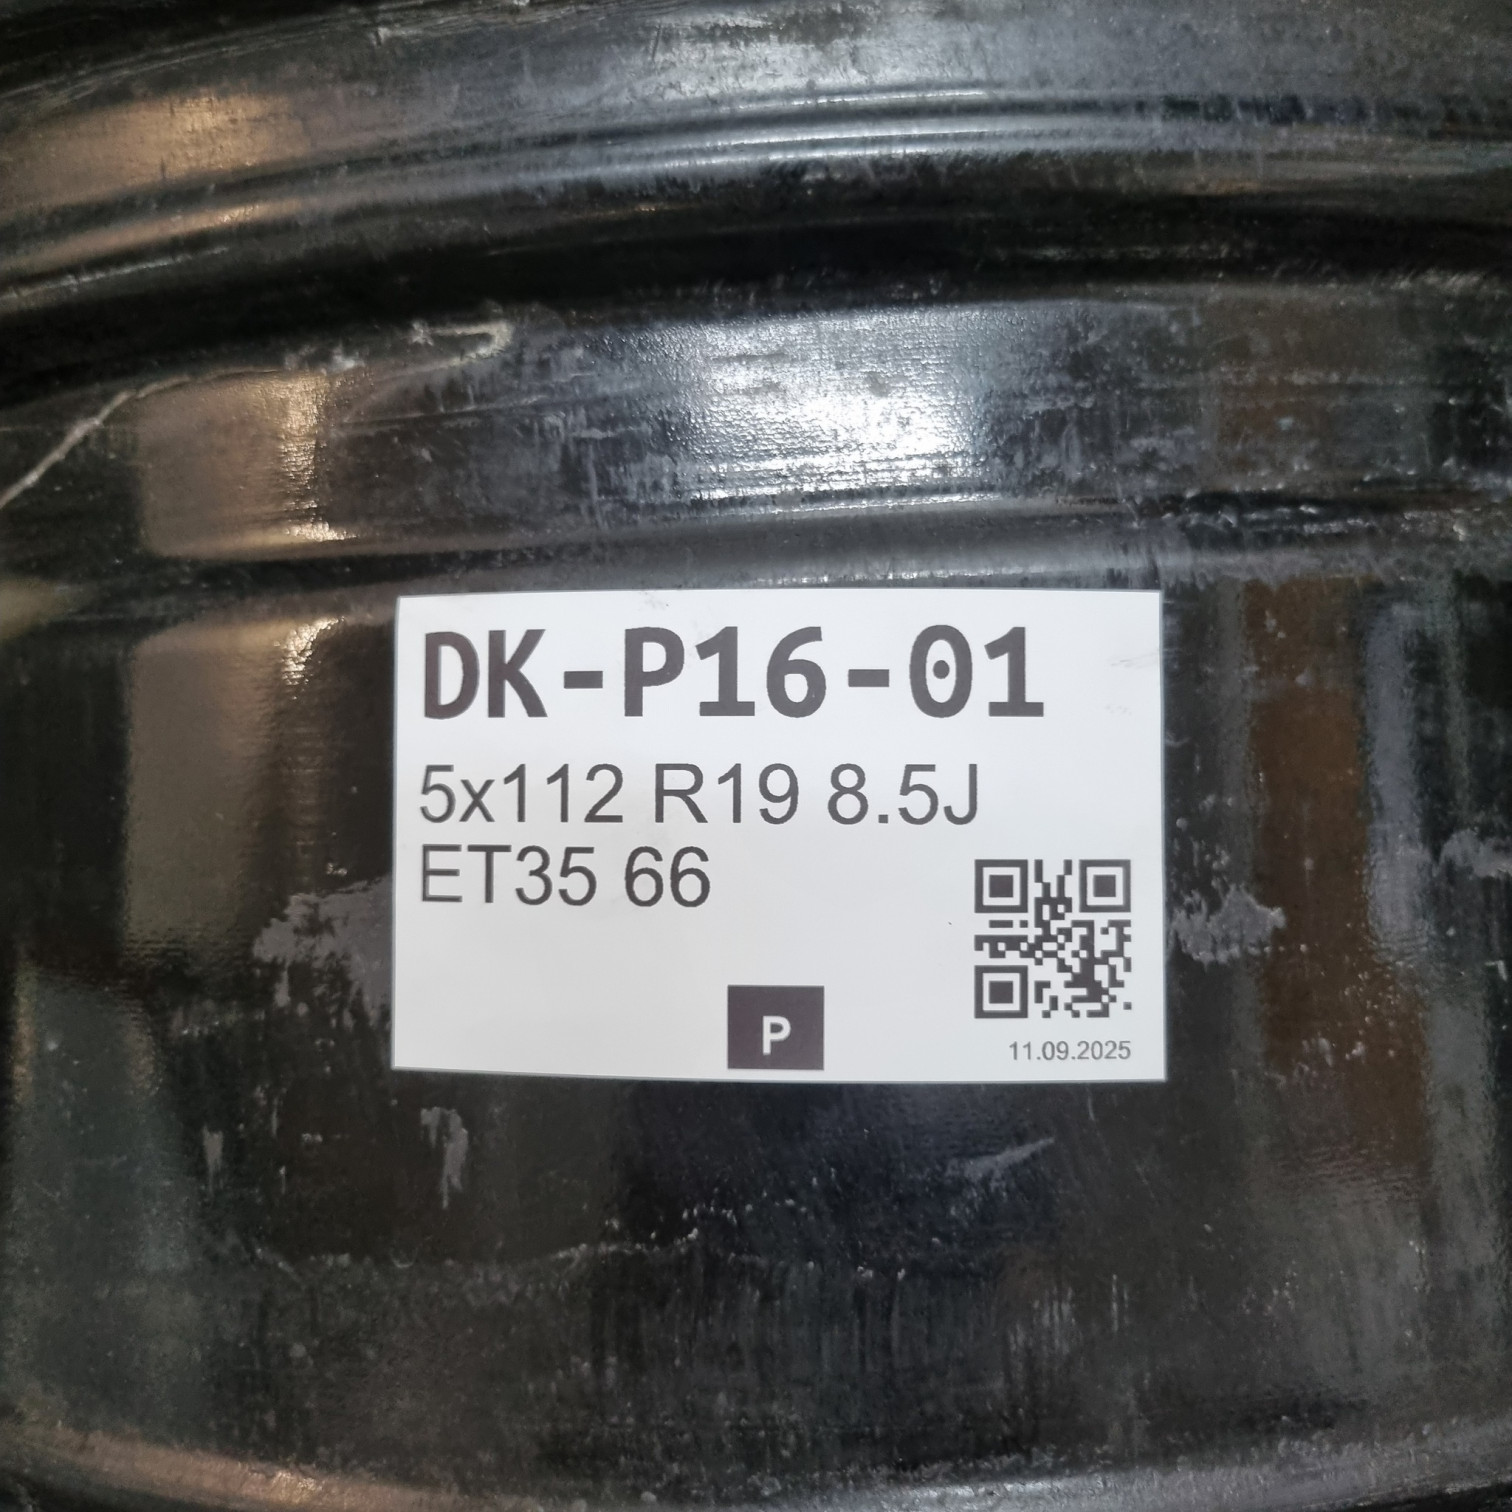 DK-P16-01
5x112 R19 8.5J
ET35 66
P
11.09.2025